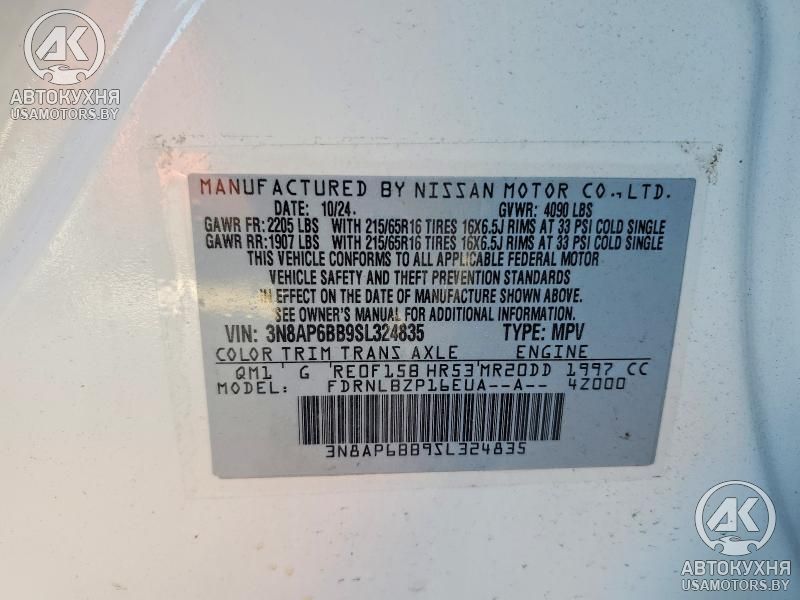 AK
АВТОКУХНЯ
USAMOTORS.BY
MANUFACTURED BY NISSAN MOTOR CO.,LTD.
DATE: 10/24. GVWR: 4090 LBS
GAWR FR: 2205 LBS WITH 215/65R16 TIRES 16X6.5J RIMS AT 33 PSI COLD SINGLE
GAWR RR: 1907 LBS WITH 215/65R16 TIRES 16X6.5J RIMS AT 33 PSI COLD SINGLE
THIS VEHICLE CONFORMS TO ALL APPLICABLE FEDERAL MOTOR
VEHICLE SAFETY AND THEFT PREVENTION STANDARDS
IN EFFECT ON THE DATE OF MANUFACTURE SHOWN ABOVE.
SEE OWNER'S MANUAL FOR ADDITIONAL INFORMATION.
VIN: 3N8AP6BB9SL324835 TYPE: MPV
COLOR TRIM TRANS AXLE ENGINE
QM1 G RE0F15B HR53 MR20DD 1997 CC
MODEL: FDRNLBZP16EUA--A-- 4Z000
3N8AP6BB9SL324835
AK
АВТОКУХНЯ
USAMOTORS.BY